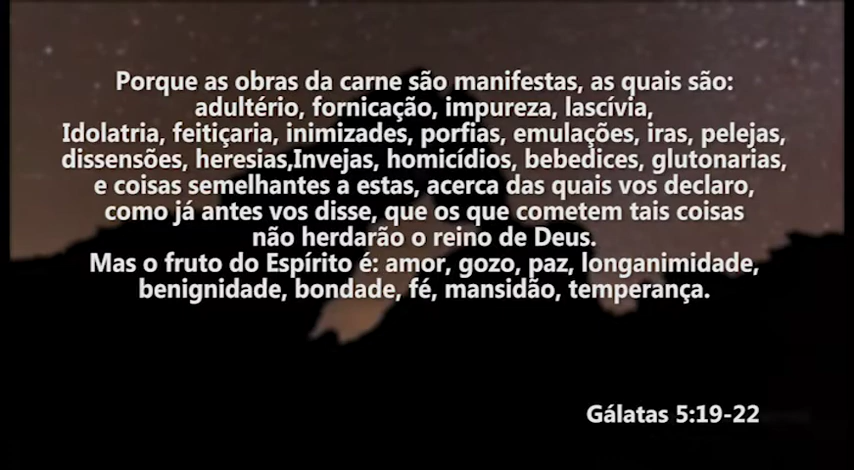 Porque as obras da carne são manifestas, as quais são:
adultério, fornicação, impureza, lascívia,
Idolatria, feitiçaria, inimizades, porfias, emulações, iras, pelejas,
dissensões, heresias,Invejas, homicídios, bebedices, glutonarias,
e coisas semelhantes a estas, acerca das quais vos declaro,
como já antes vos disse, que os que cometem tais coisas
não herdarão o reino de Deus.
Mas o fruto do Espírito é: amor, gozo, paz, longanimidade,
benignidade, bondade, fé, mansidão, temperança.
Gálatas 5:19-22